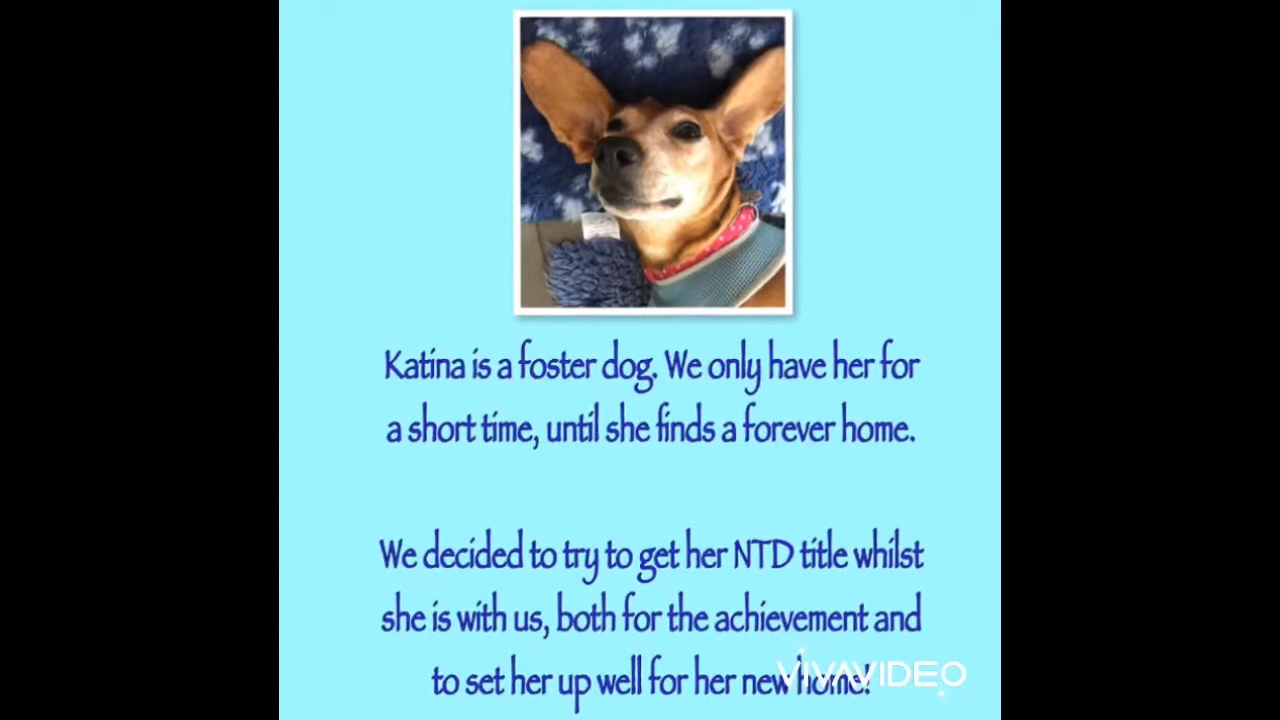 Katina is a foster dog. We only have her for
a short time, until she finds a forever home.
We decided to try to get her NTD title whilst
she is with us, both for the achievement and
to set her up well for her new home!
VIVAVIDEO